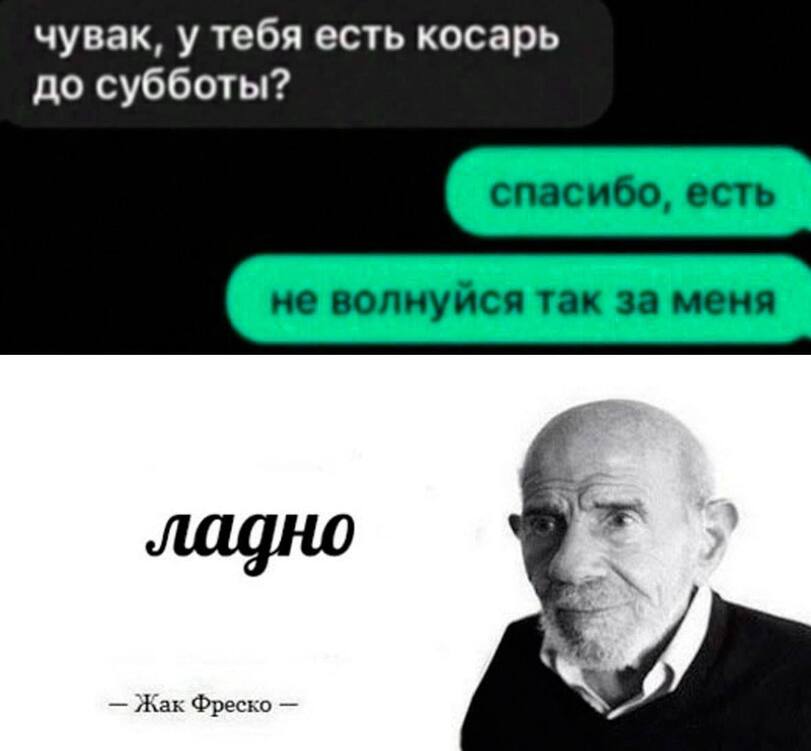 чувак, у тебя есть косарь
до субботы?
спасибо, есть
не волнуйся так за меня
ладно
— Жак Фреско —